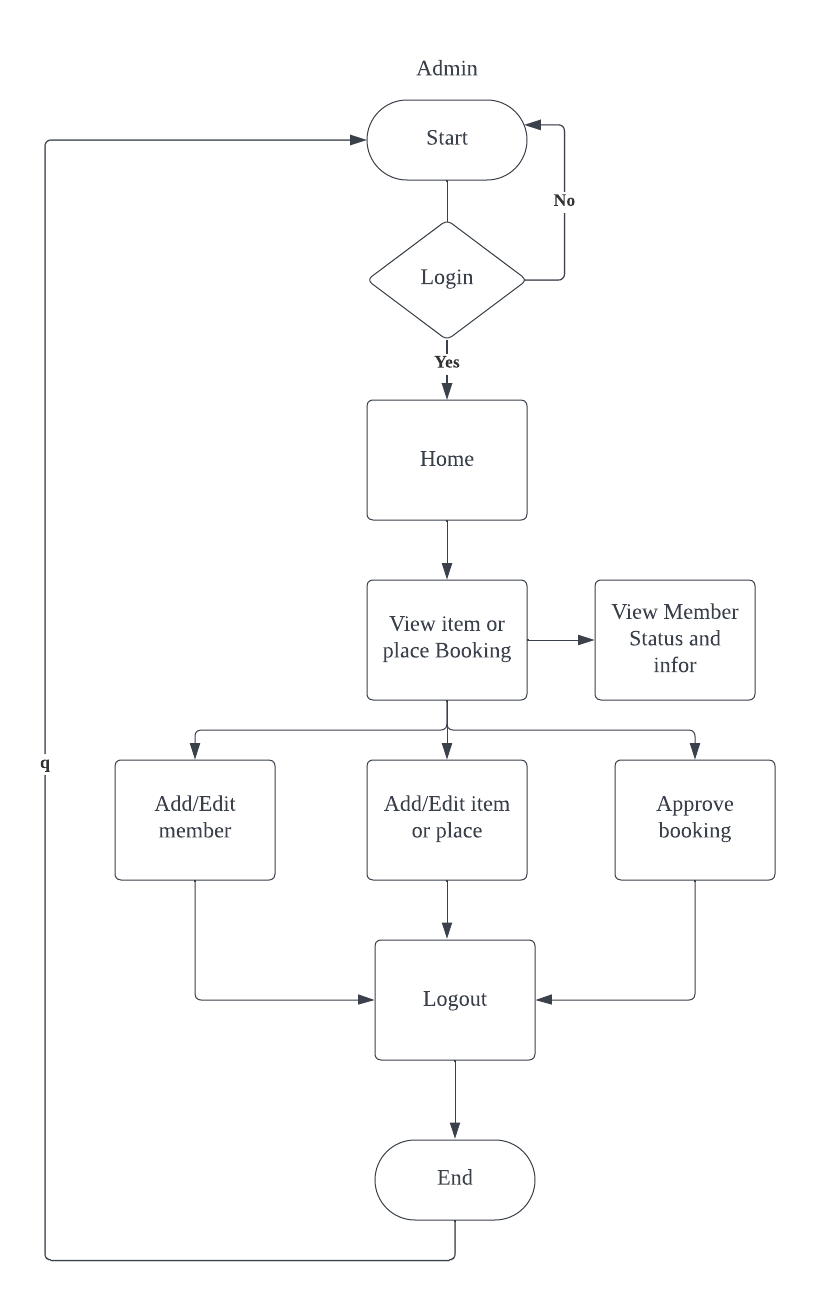 Admin
Start
No
Login
Yes
Home
View item or
place Booking
View Member
Status and
infor
q
Add/Edit
member
Add/Edit item
or place
Approve
booking
Logout
End